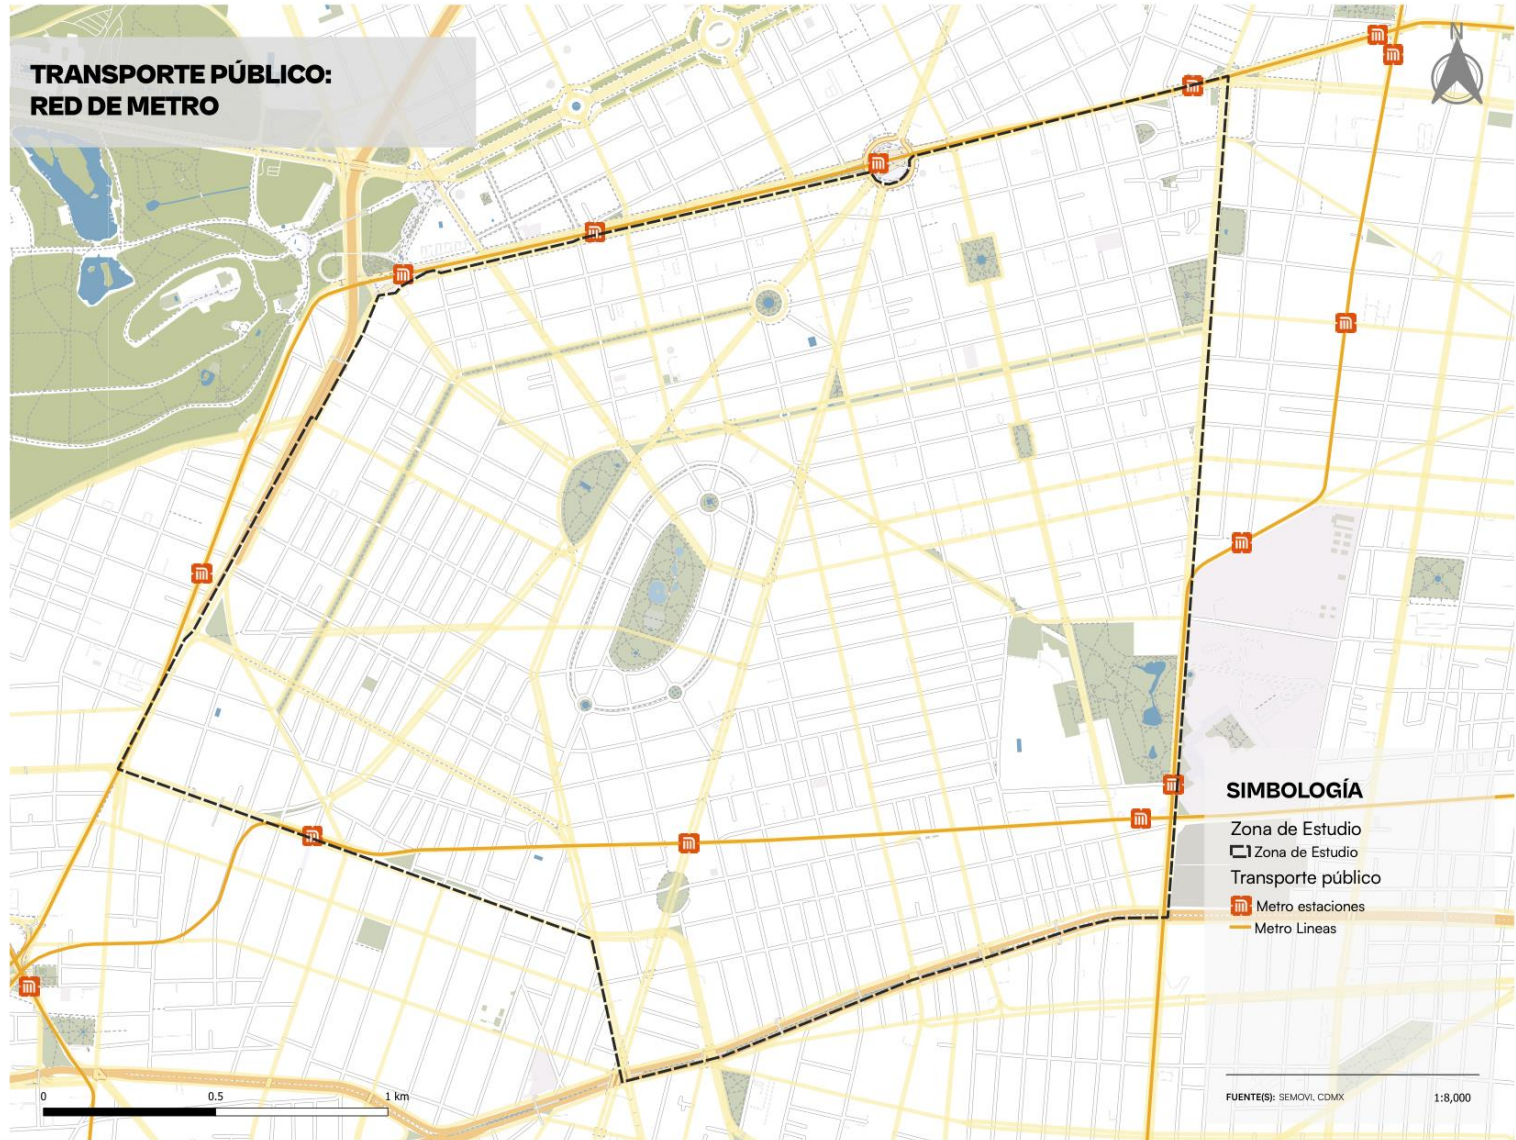 TRANSPORTE PÚBLICO:
RED DE METRO
N
SIMBOLOGÍA
Zona de Estudio
Zona de Estudio
Transporte público
Metro estaciones
Metro Lineas
0 0.5 1 km
FUENTE(S): SEMOVI, CDMX 1:8,000